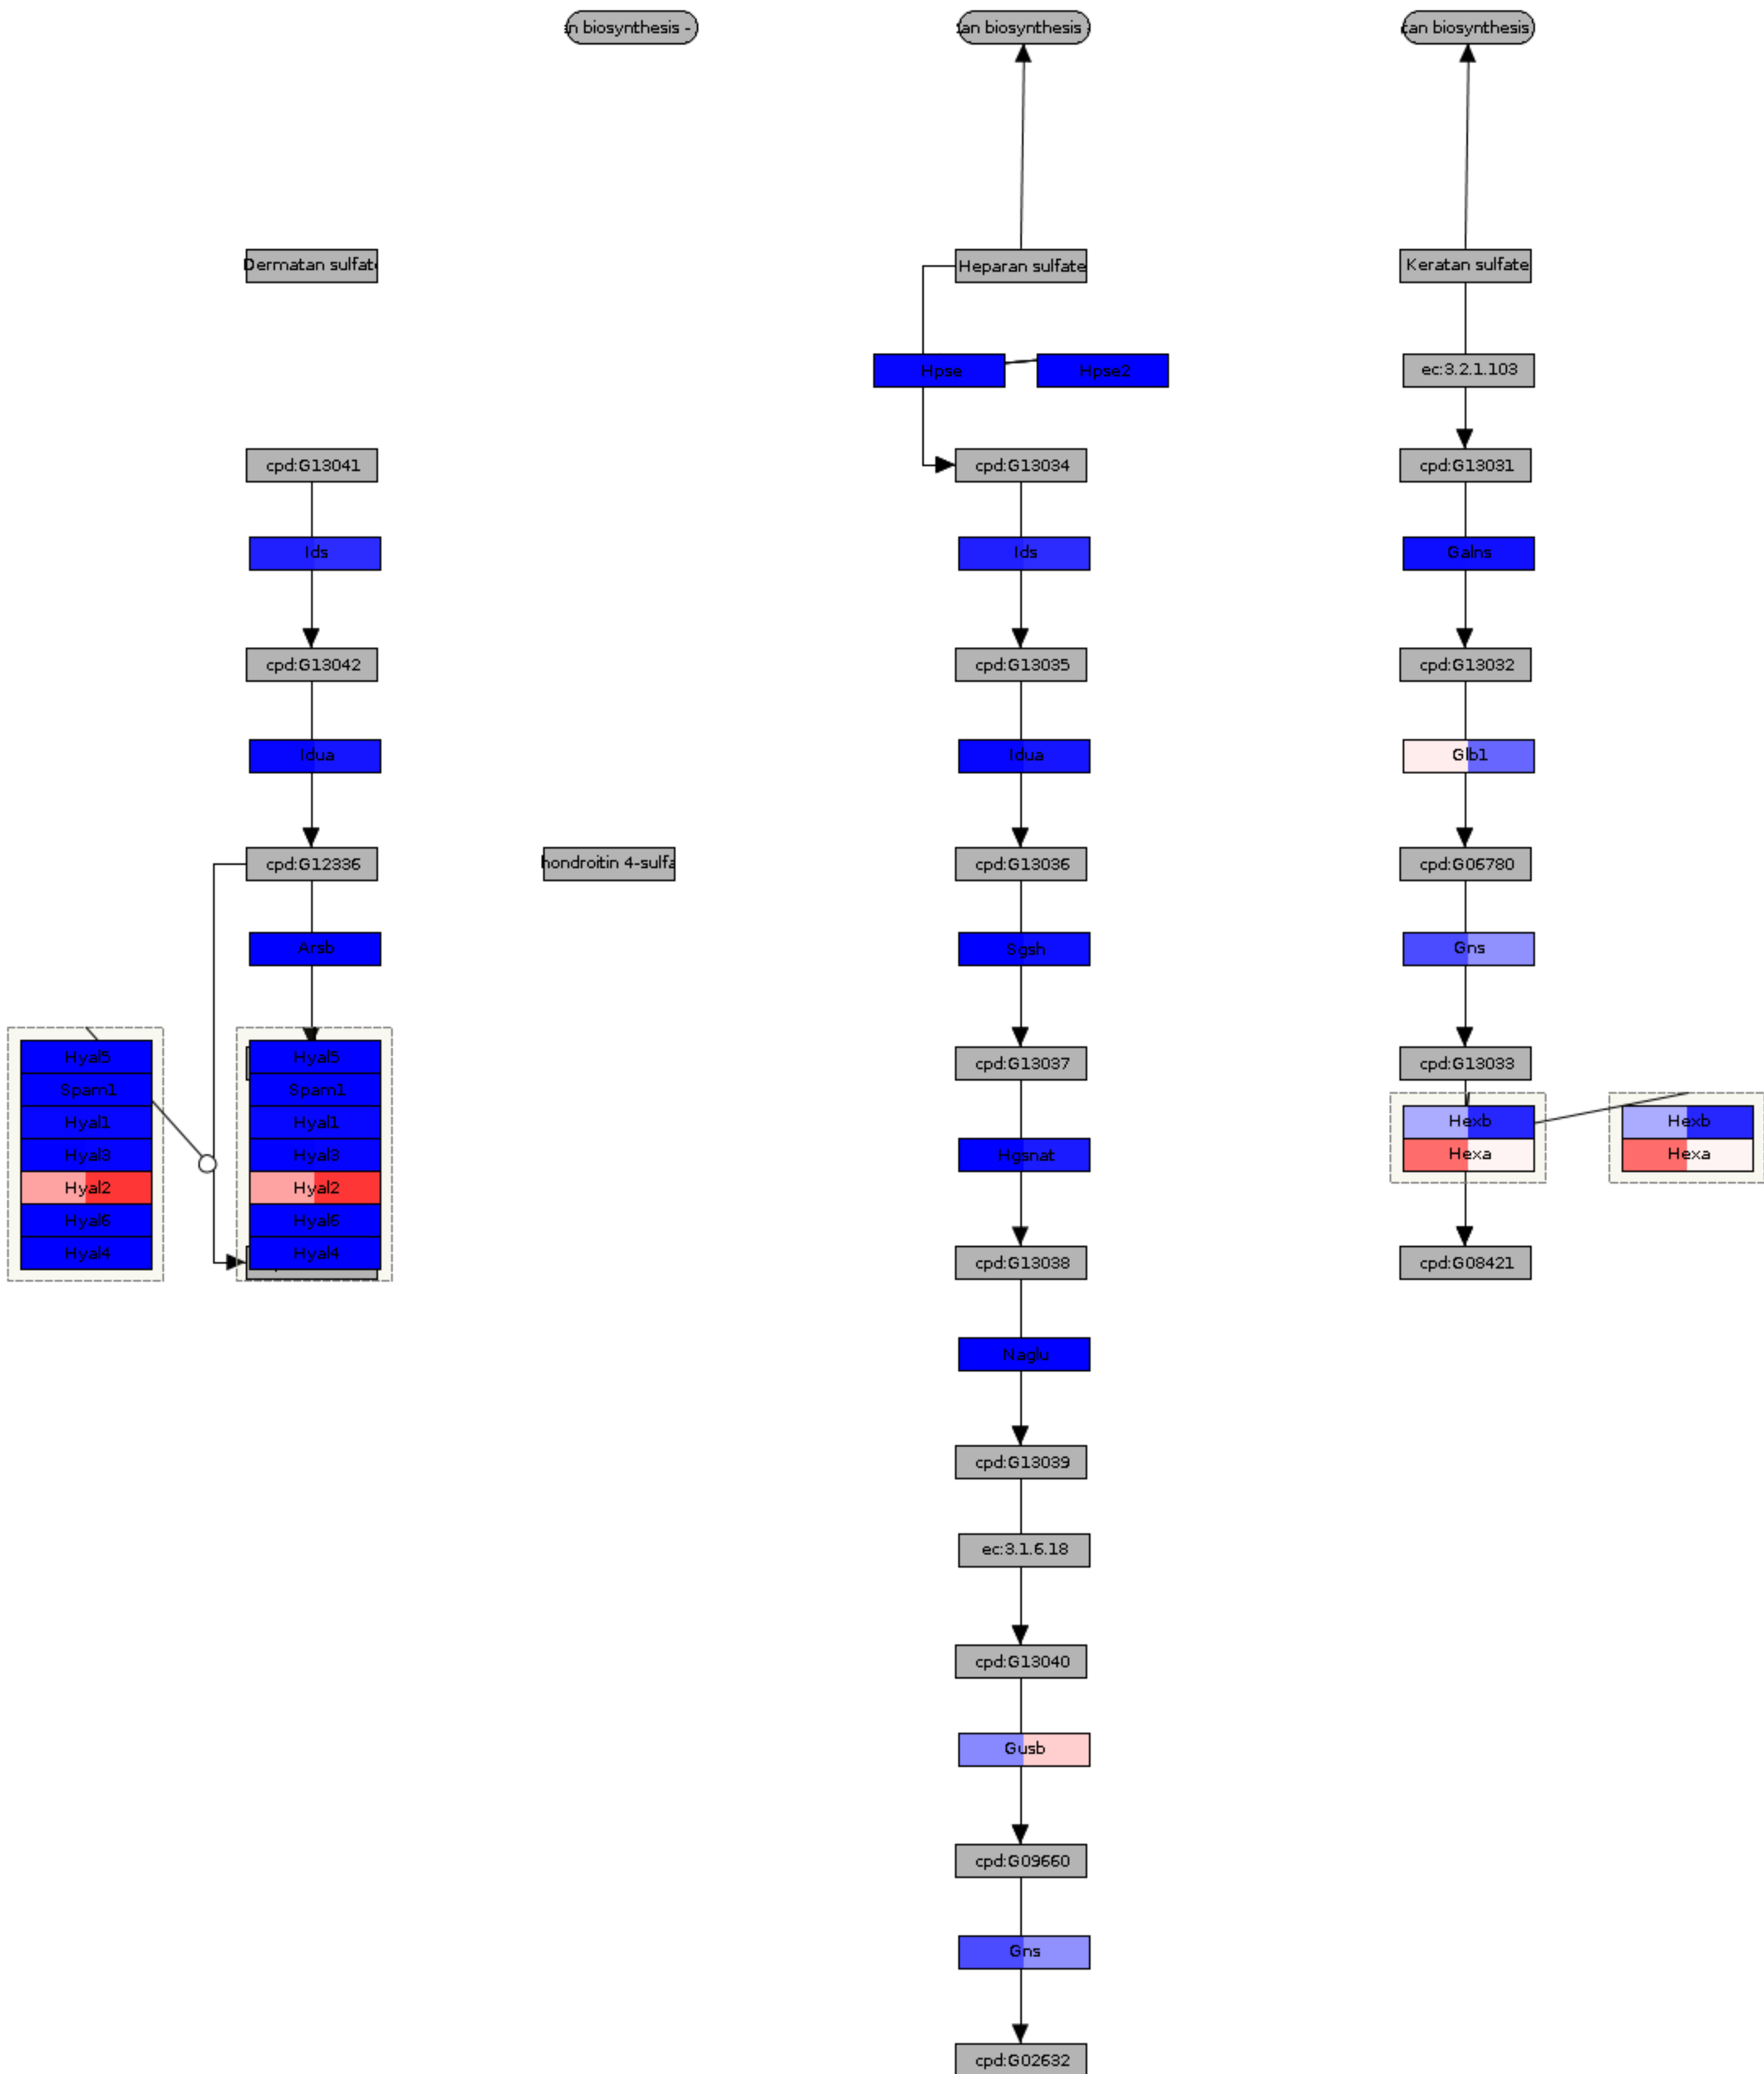 n biosynthesis -
an biosynthesis -
tan biosynthesis
Dermatan sulfate
Heparan sulfate
Keratan sulfate
Hpse
Hpse2
ec:3.2.1.103
cpd:G13041
cpd:G13034
cpd:G13031
Ids
Ids
Galns
cpd:G13042
cpd:G13035
cpd:G13032
Idua
Idua
Glb1
cpd:G12336
hondroitin 4-sulfa
cpd:G13036
cpd:G06780
Arsb
Sgsh
Gns
Hyal5
Spam1
Hyal1
Hyal3
Hyal2
Hyal6
Hyal4
Hyal5
Spam1
Hyal1
Hyal3
Hyal2
Hyal6
Hyal4
cpd:G13037
cpd:G13033
Hexb
Hexa
Hexb
Hexa
Hgsnat
cpd:G13038
cpd:G08421
Naglu
cpd:G13039
ec:3.1.6.18
cpd:G13040
Gusb
cpd:G09660
Gns
cpd:G02632